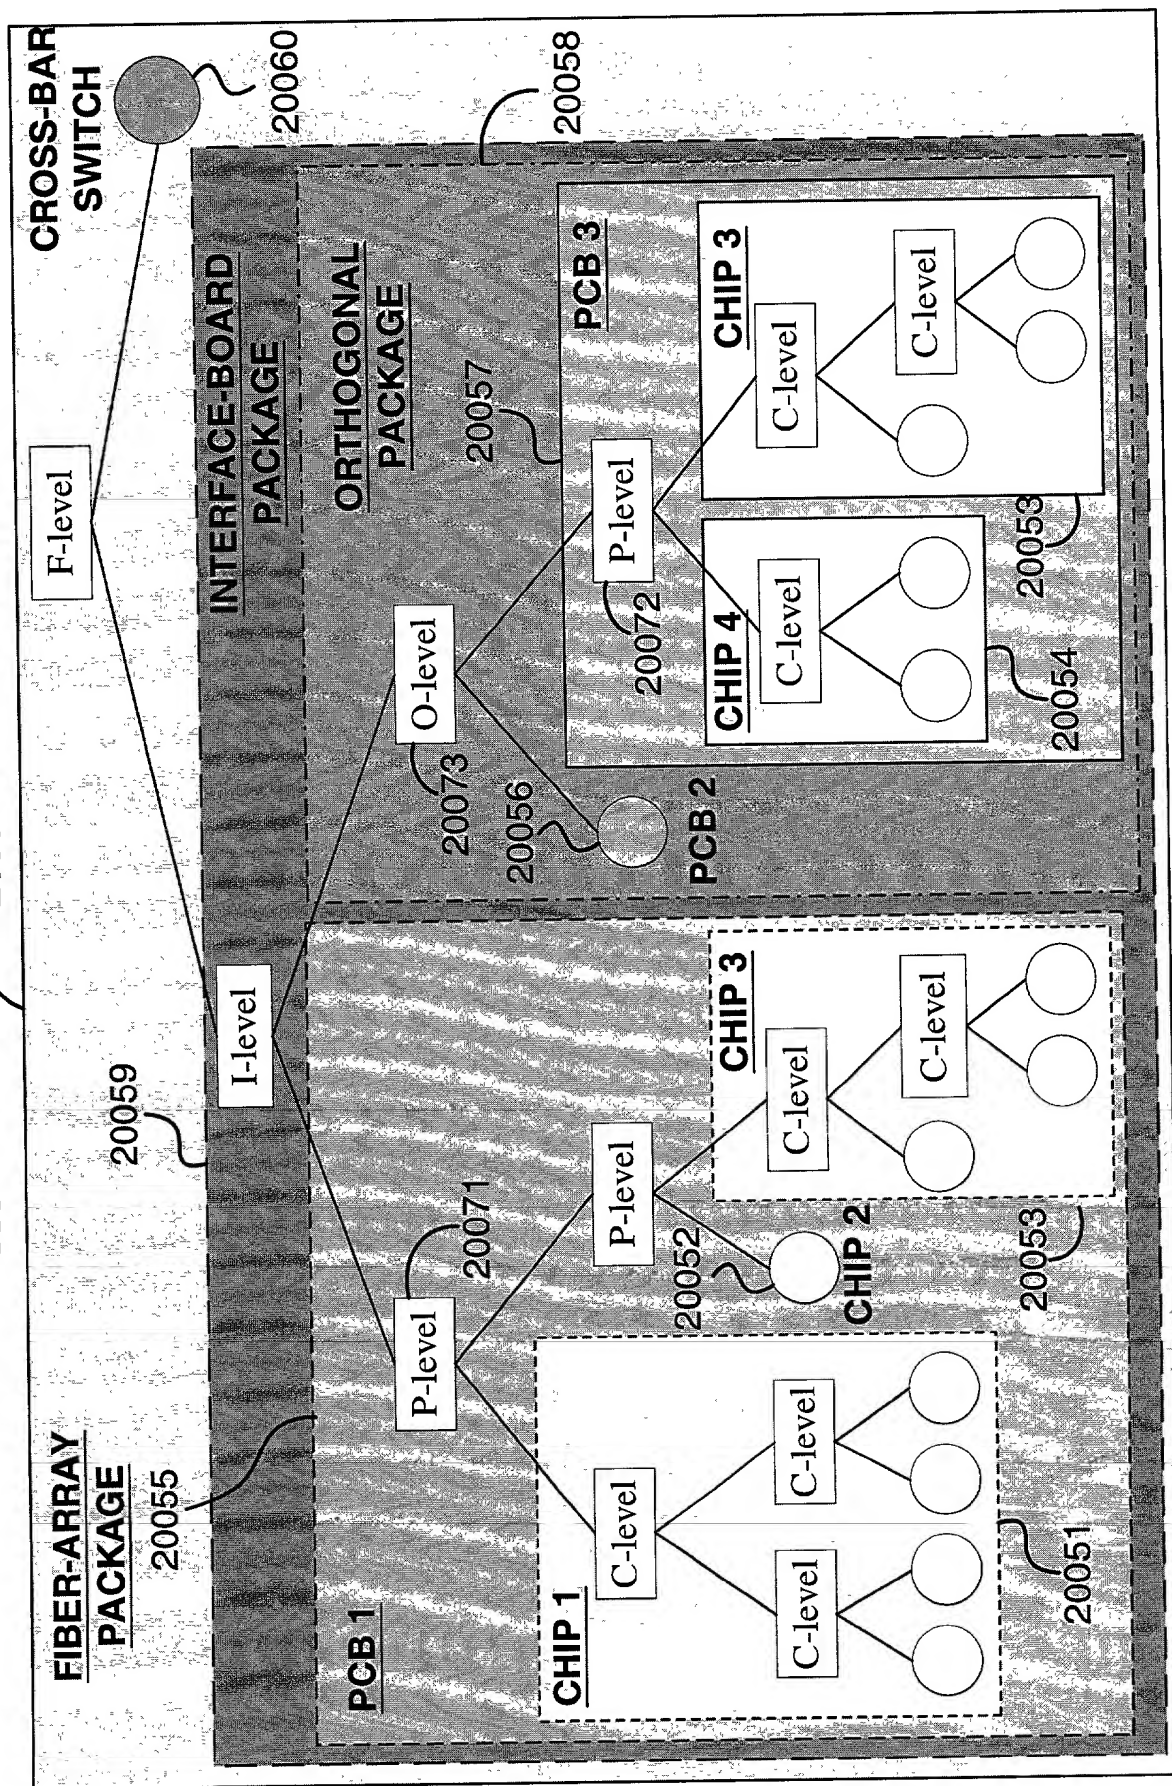 FIBER-ARRAY
PACKAGE
F-level
CROSS-BAR
SWITCH
20060
20059
20055
I-level
INTERFACE-BOARD
PACKAGE
20058
PCB 1
P-level
20071
O-level
20073
ORTHOGONAL
PACKAGE
20057
CHIP 1
C-level
C-level
C-level
20051
P-level
20052
CHIP 2
CHIP 3
C-level
C-level
20053
20056
PCB 2
PCB 3
P-level
20072
CHIP 4
C-level
20054
CHIP 3
C-level
C-level
20053